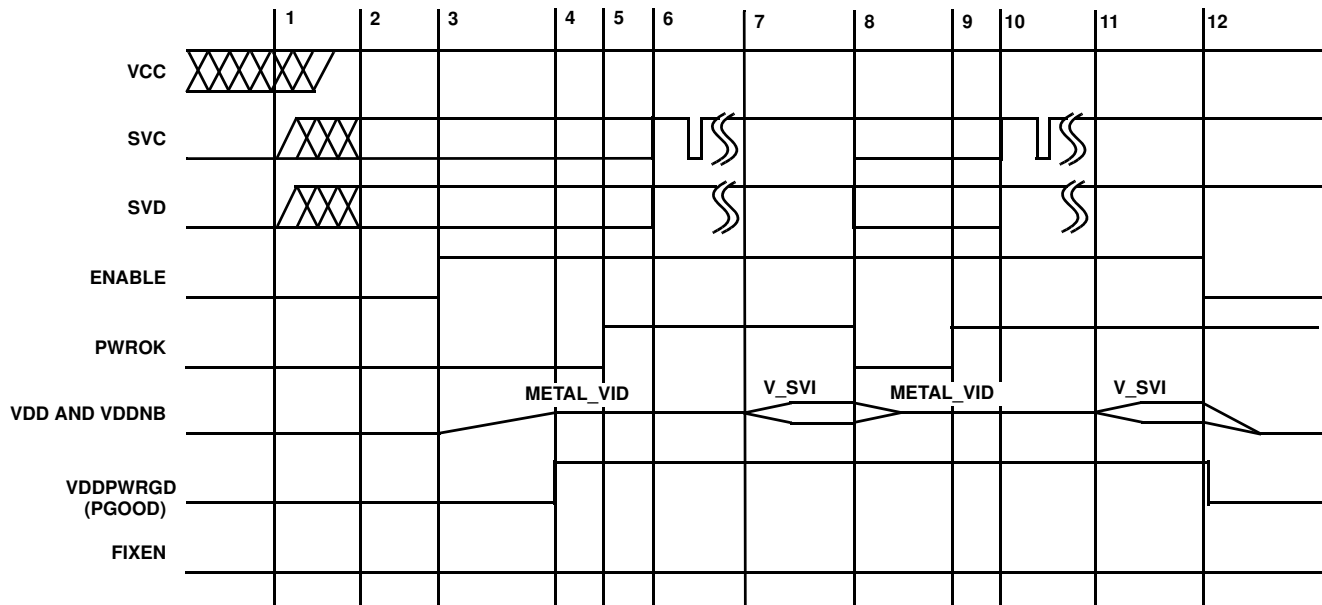 1 2 3 4 5 6 7 8 9 10 11 12
VCC
SVC
SVD
ENABLE
PWROK
METAL_VID V_SVI METAL_VID V_SVI
VDD AND VDDNB
VDDPWRGD
(PGOOD)
FIXEN